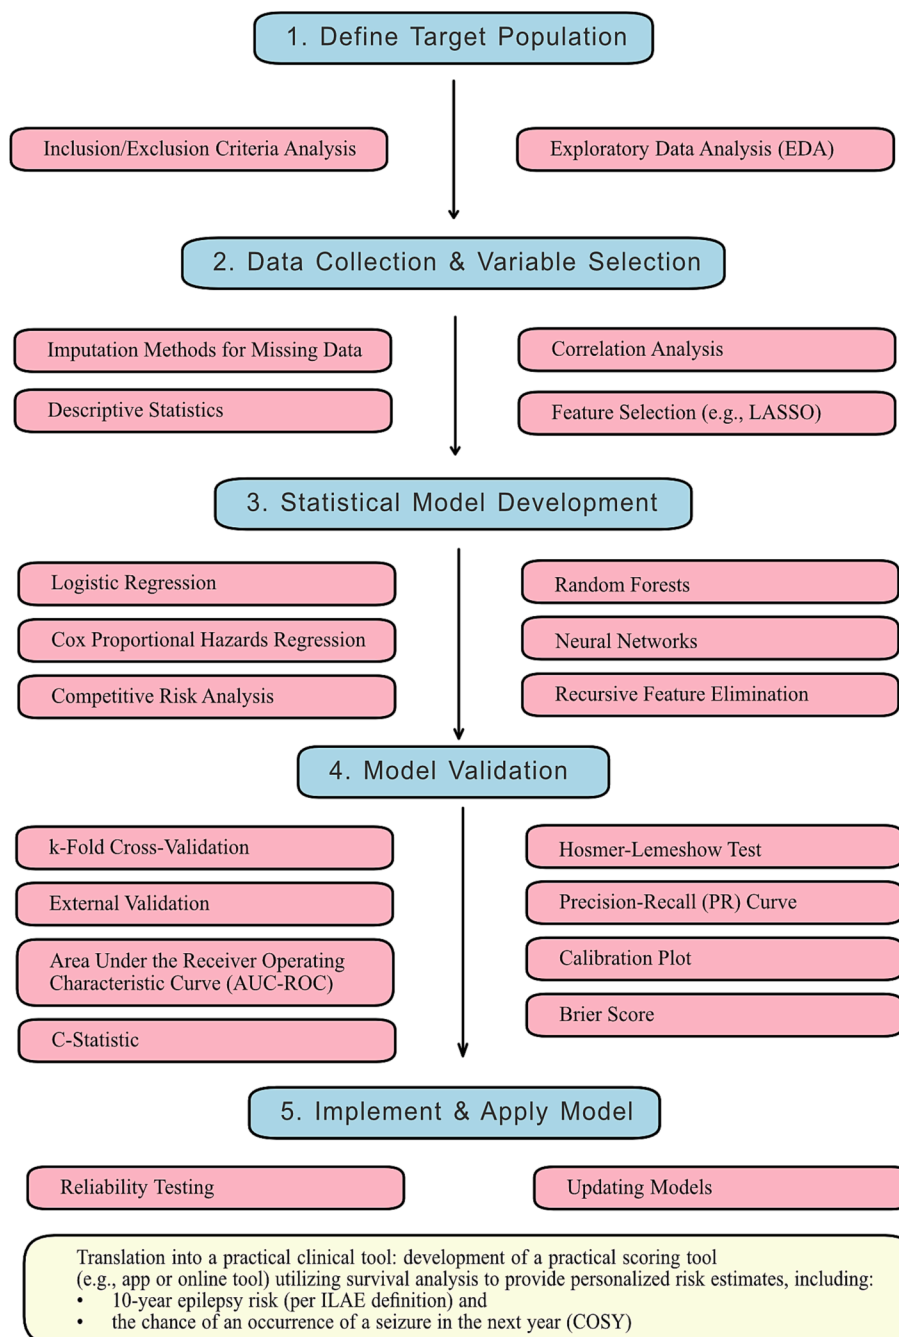 1. Define Target Population
Inclusion/Exclusion Criteria Analysis
Exploratory Data Analysis (EDA)
2. Data Collection & Variable Selection
Imputation Methods for Missing Data
Correlation Analysis
Descriptive Statistics
Feature Selection (e.g., LASSO)
3. Statistical Model Development
Logistic Regression
Random Forests
Cox Proportional Hazards Regression
Neural Networks
Competitive Risk Analysis
Recursive Feature Elimination
4. Model Validation
k-Fold Cross-Validation
Hosmer-Lemeshow Test
External Validation
Precision-Recall (PR) Curve
Area Under the Receiver Operating
Characteristic Curve (AUC-ROC)
Calibration Plot
C-Statistic
Brier Score
5. Implement & Apply Model
Reliability Testing
Updating Models
Translation into a practical clinical tool: development of a practical scoring tool
(e.g., app or online tool) utilizing survival analysis to provide personalized risk estimates, including:
• 10-year epilepsy risk (per ILAE definition) and
• the chance of an occurrence of a seizure in the next year (COSY)